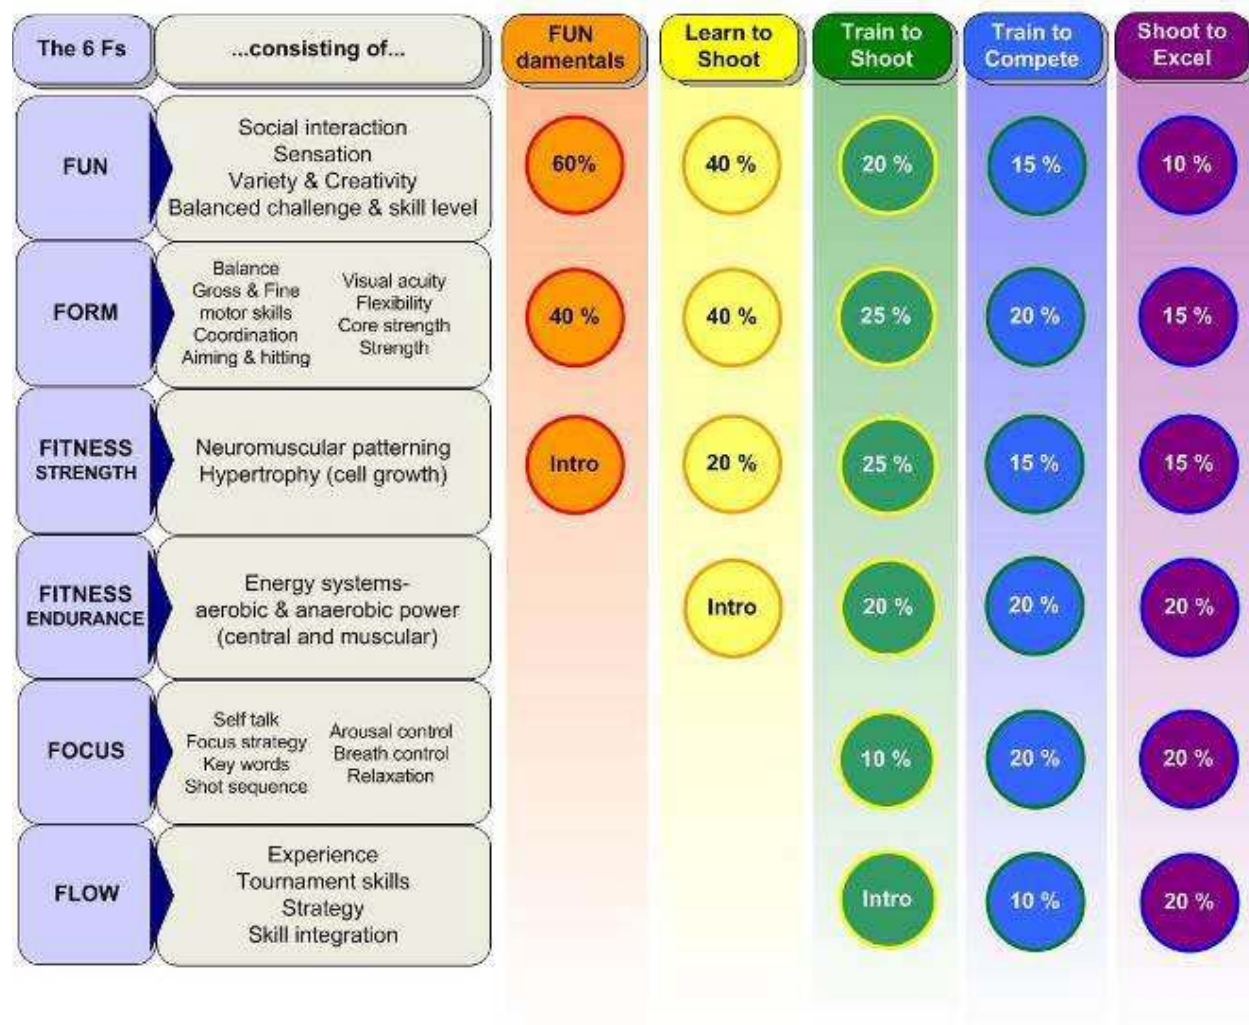 The 6 Fs
...consisting of...
FUN
damentals
Learn to
Shoot
Train to
Shoot
Train to
Compete
Shoot to
Excel
FUN
Social interaction
Sensation
Variety & Creativity
Balanced challenge & skill level
60%
40 %
20 %
15 %
10 %
FORM
Balance
Gross & Fine
motor skills
Coordination
Aiming & hitting
Visual acuity
Flexibility
Core strength
Strength
40 %
40 %
25 %
20 %
15 %
FITNESS
STRENGTH
Neuromuscular patterning
Hypertrophy (cell growth)
Intro
20 %
25 %
15 %
15 %
FITNESS
ENDURANCE
Energy systems-
aerobic & anaerobic power
(central and muscular)
Intro
20 %
20 %
20 %
FOCUS
Self talk
Focus strategy
Key words
Shot sequence
Arousal control
Breath control
Relaxation
10 %
20 %
20 %
FLOW
Experience
Tournament skills
Strategy
Skill integration
Intro
10 %
20 %